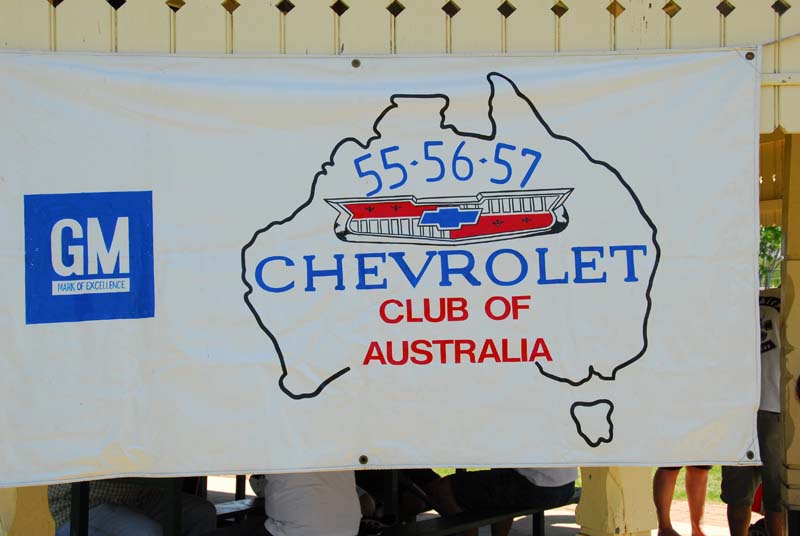 55·56·57
CHEVROLET
CLUB OF
AUSTRALIA
GM
MARK OF EXCELLENCE